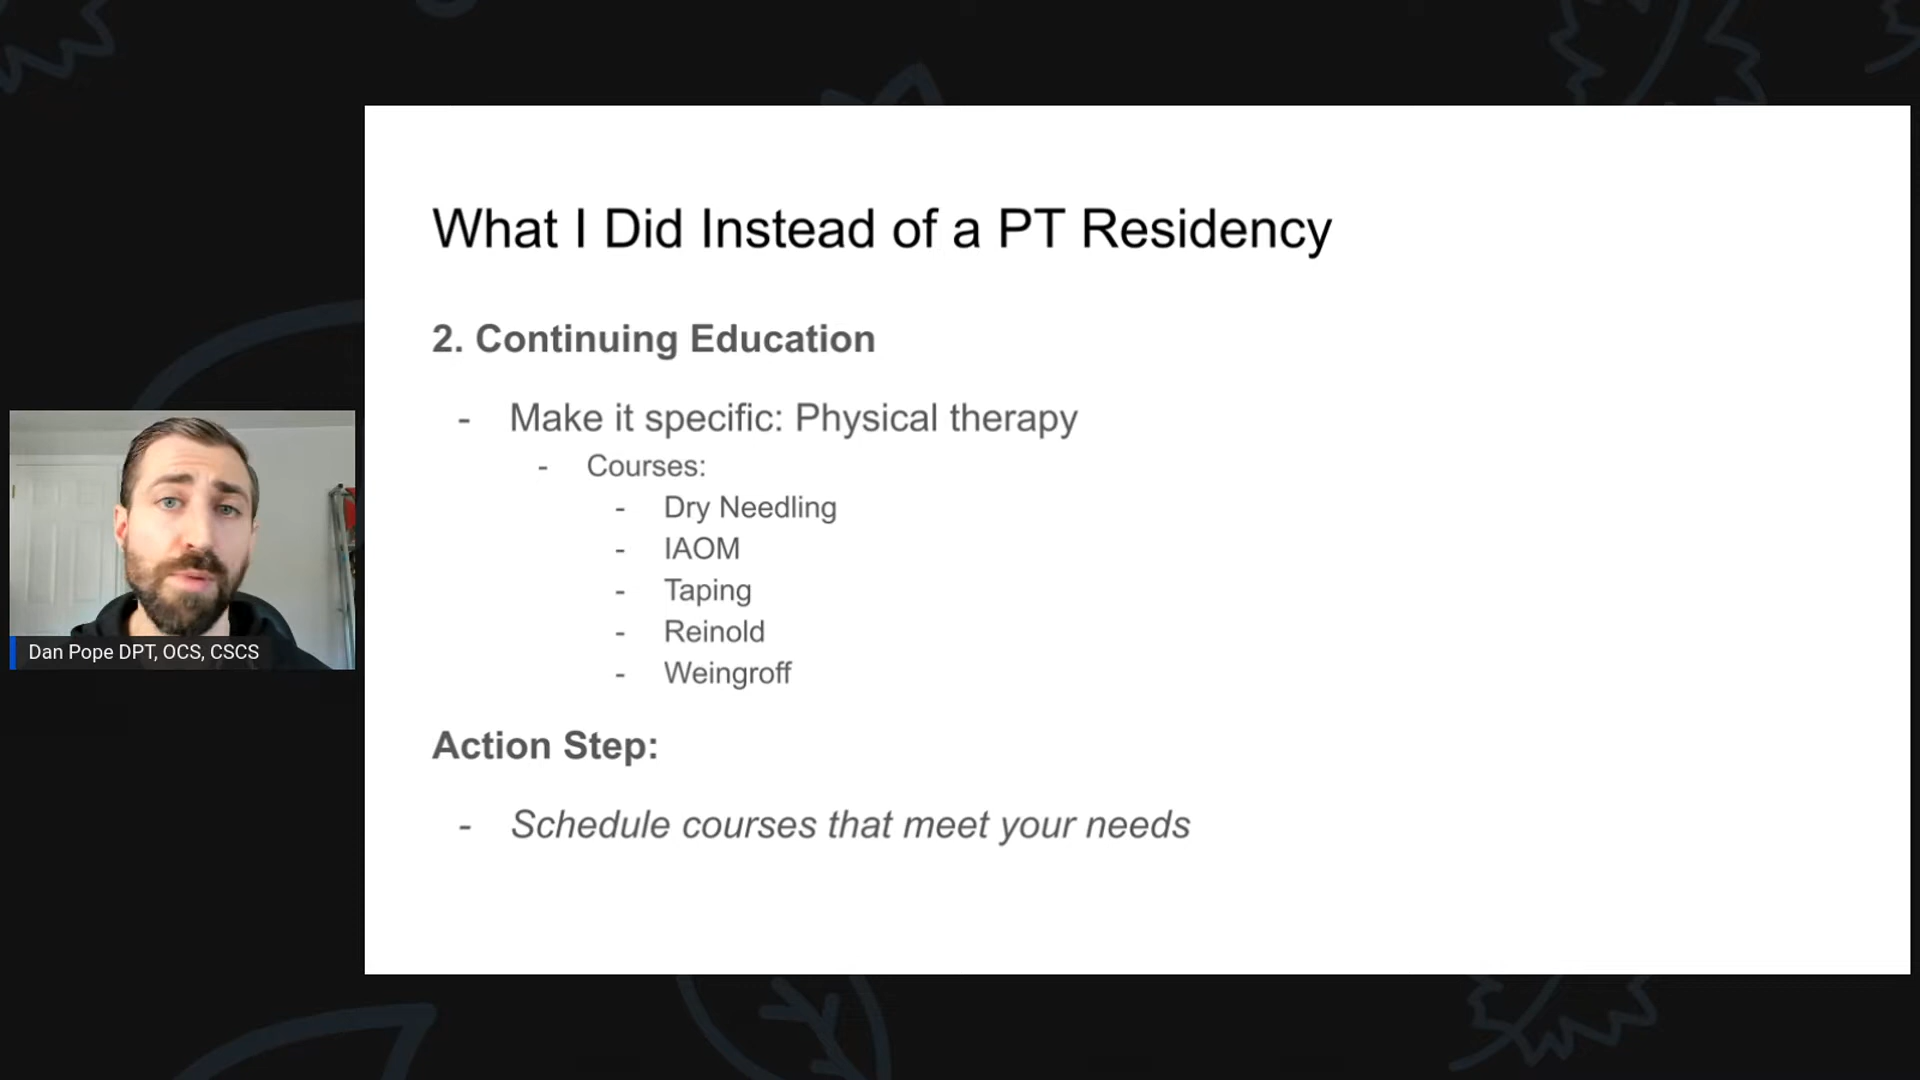 What I Did Instead of a PT Residency
2. Continuing Education
- Make it specific: Physical therapy
- Courses:
- Dry Needling
- IAOM
- Taping
- Reinold
- Weingroff
Action Step:
- Schedule courses that meet your needs
Dan Pope DPT, OCS, CSCS